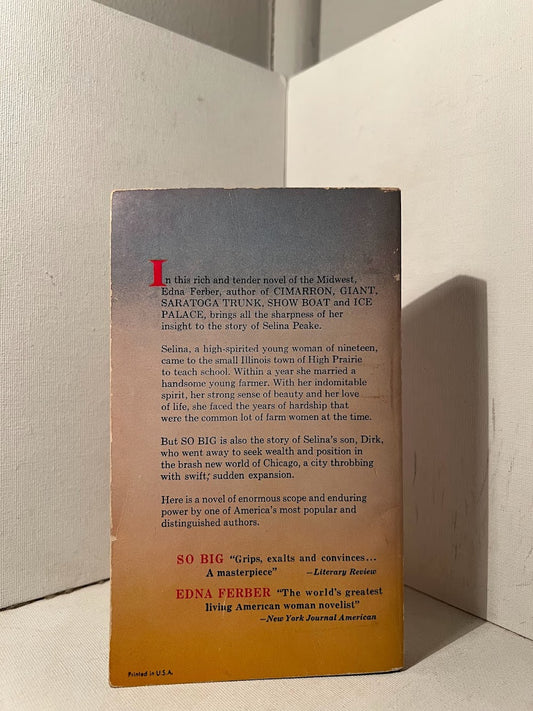 In this rich and tender novel of the Midwest,
Edna Ferber, author of CIMARRON, GIANT,
SARATOGA TRUNK, SHOW BOAT and ICE
PALACE, brings all the sharpness of her
insight to the story of Selina Peake.
Selina, a high-spirited young woman of nineteen,
came to the small Illinois town of High Prairie
to teach school. Within a year she married a
handsome young farmer. With her indomitable
spirit, her strong sense of beauty and her love
of life, she faced the years of hardship that
were the common lot of farm women at the time.
But SO BIG is also the story of Selina's son, Dirk,
who went away to seek wealth and position in
the brash new world of Chicago, a city throbbing
with swift, sudden expansion.
Here is a novel of enormous scope and enduring
power by one of America's most popular and
distinguished authors.
SO BIG "Grips, exalts and convinces...
A masterpiece" —Literary Review
EDNA FERBER "The world's greatest
living American woman novelist"
—New York Journal American
Printed in U.S.A.